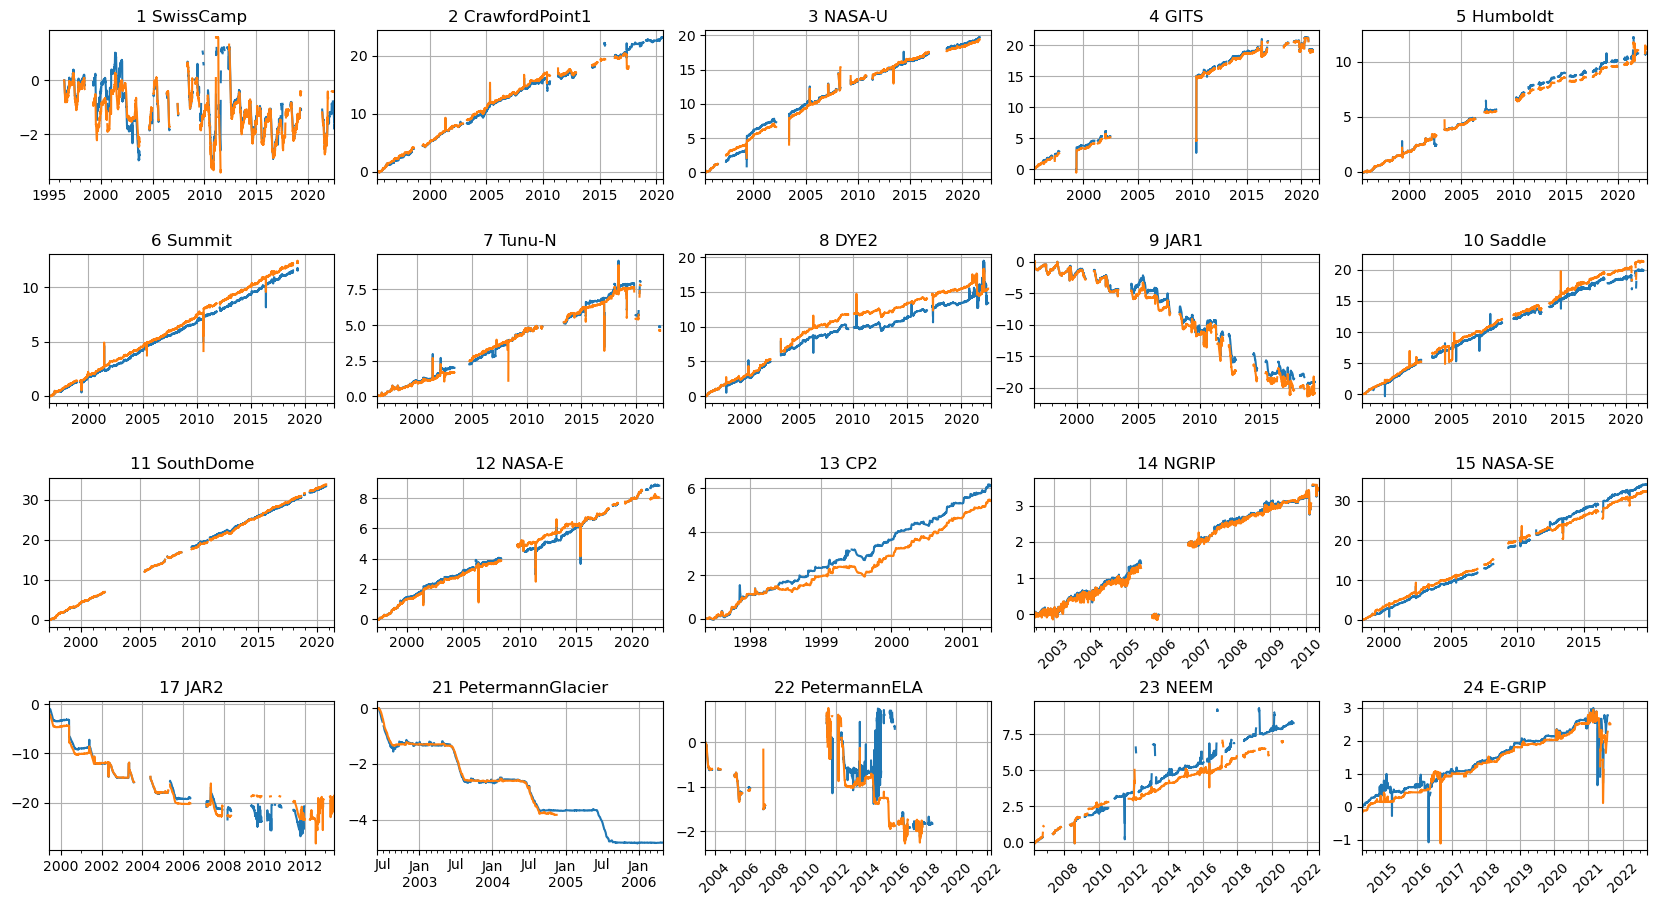 1 SwissCamp
0
−2
1995 2000 2005 2010 2015 2020
2 CrawfordPoint1
20
10
0
2000 2005 2010 2015 2020
3 NASA-U
20
15
10
5
0
2000 2005 2010 2015 2020
4 GITS
20
15
10
5
0
2000 2005 2010 2015 2020
5 Humboldt
10
5
0
2000 2005 2010 2015 2020
6 Summit
10
5
0
2000 2005 2010 2015 2020
7 Tunu-N
7.5
5.0
2.5
0.0
2000 2005 2010 2015 2020
8 DYE2
20
15
10
5
0
2000 2005 2010 2015 2020
9 JAR1
0
−5
−10
−15
−20
2000 2005 2010 2015
10 Saddle
20
15
10
5
0
2000 2005 2010 2015 2020
11 SouthDome
30
20
10
0
2000 2005 2010 2015 2020
12 NASA-E
8
6
4
2
0
2000 2005 2010 2015 2020
13 CP2
6
4
2
0
1998 1999 2000 2001
14 NGRIP
3
2
1
0
2003 2004 2005 2006 2007 2008 2009 2010
15 NASA-SE
30
20
10
0
2000 2005 2010 2015
17 JAR2
0
−10
−20
2000 2002 2004 2006 2008 2010 2012
21 PetermannGlacier
0
−2
−4
Jul Jan Jul Jan Jul Jan Jul Jan
2003 2004 2005 2006
22 PetermannELA
0
−1
−2
2004 2006 2008 2010 2012 2014 2016 2018 2020 2022
23 NEEM
7.5
5.0
2.5
0.0
2008 2010 2012 2014 2016 2018 2020 2022
24 E-GRIP
3
2
1
0
−1
2015 2016 2017 2018 2019 2020 2021 2022